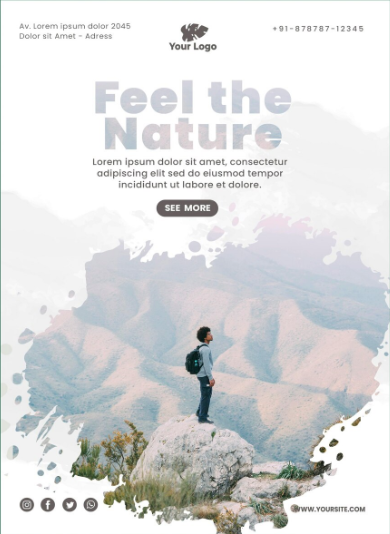 Av. Lorem ipsum dolor 2045
Dolor sit Amet - Adress
Your Logo
+91-878787-12345
Feel the
Nature
Lorem ipsum dolor sit amet, consectetur
adipiscing elit sed do eiusmod tempor
incididunt ut labore et dolore.
SEE MORE
WWW.YOURSITE.COM